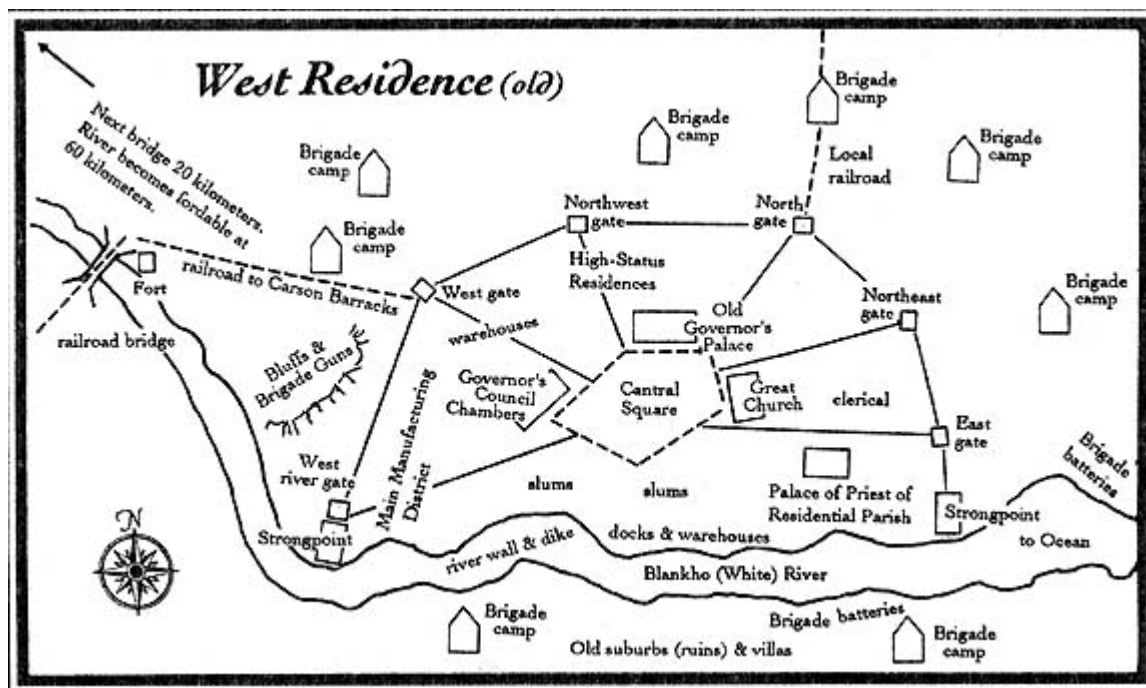 West Residence (old)
Next bridge 20 kilometers.
River becomes fordable at
60 kilometers.
Brigade
camp
Brigade
camp
Brigade
camp
Brigade
camp
Local
railroad
Northwest
gate
North
gate
Brigade
camp
High-Status
Residences
Fort
railroad to Carson Barracks
West gate
Northeast
gate
Brigade
camp
railroad bridge
warehouses
Old
Governor's
Palace
Bluffs &
Brigade Guns
Governor's
Council
Chambers
Cantral
Square
Great
Church
clerical
East
gate
Main Manufacturing
District
West
river gate
slums
slums
Palace of Priest of
Residential Parish
Brigade
batteries
Strongpoint
Strongpoint
N
river wall & dike
docks & warehouses
to Ocean
Blankho (White) River
Brigade
camp
Brigade batteries
Brigade
camp
Old suburbs (ruins) & villas